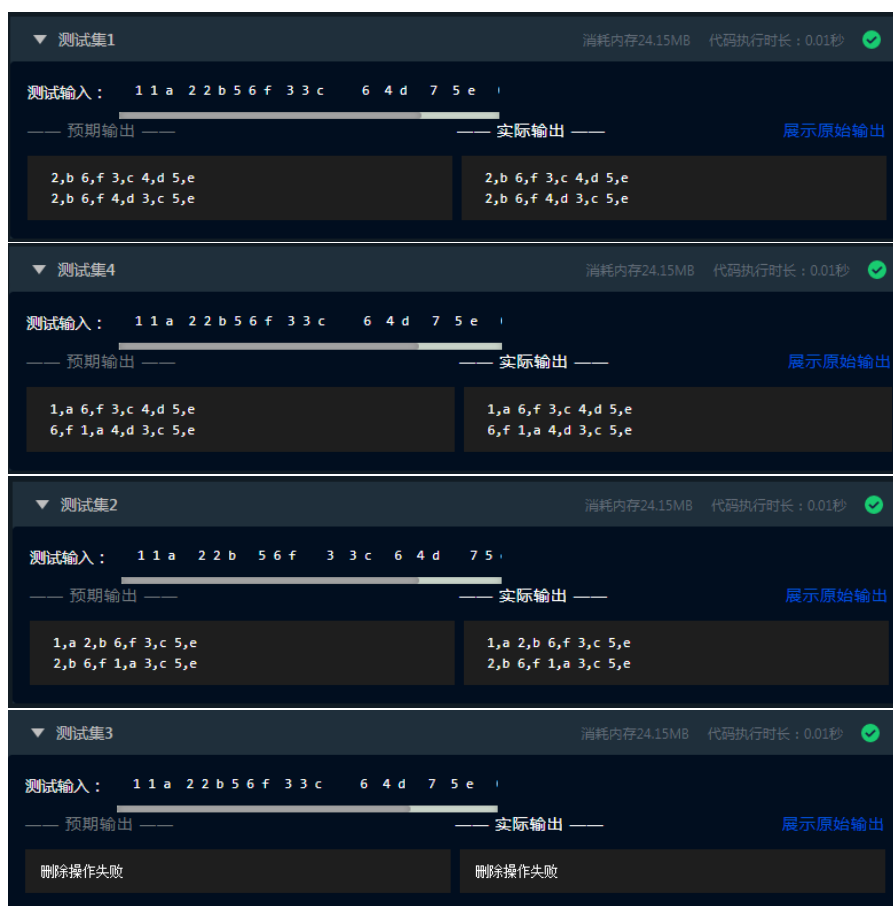 测试集1 消耗内存24.15MB 代码执行时长：0.01秒
测试输入： 1 1 a 2 2 b 5 6 f 3 3 c 6 4 d 7 5 e
—— 预期输出 —— —— 实际输出 —— 展示原始输出
2,b 6,f 3,c 4,d 5,e 2,b 6,f 3,c 4,d 5,e
2,b 6,f 4,d 3,c 5,e 2,b 6,f 4,d 3,c 5,e
测试集4 消耗内存24.15MB 代码执行时长：0.01秒
测试输入： 1 1 a 2 2 b 5 6 f 3 3 c 6 4 d 7 5 e
—— 预期输出 —— —— 实际输出 —— 展示原始输出
1,a 6,f 3,c 4,d 5,e 1,a 6,f 3,c 4,d 5,e
6,f 1,a 4,d 3,c 5,e 6,f 1,a 4,d 3,c 5,e
测试集2 消耗内存24.15MB 代码执行时长：0.01秒
测试输入： 1 1 a 2 2 b 5 6 f 3 3 c 6 4 d 7 5
—— 预期输出 —— —— 实际输出 —— 展示原始输出
1,a 2,b 6,f 3,c 5,e 1,a 2,b 6,f 3,c 5,e
2,b 6,f 1,a 3,c 5,e 2,b 6,f 1,a 3,c 5,e
测试集3 消耗内存24.15MB 代码执行时长：0.01秒
测试输入： 1 1 a 2 2 b 5 6 f 3 3 c 6 4 d 7 5 e
—— 预期输出 —— —— 实际输出 —— 展示原始输出
删除操作失败 删除操作失败